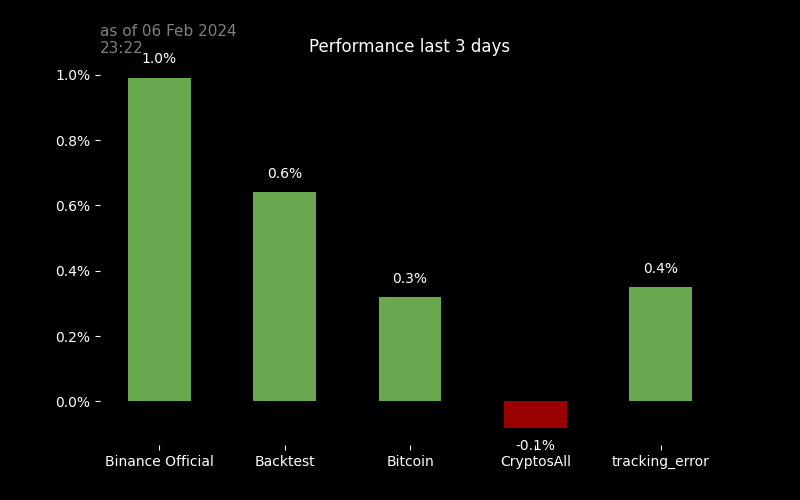 as of 06 Feb 2024
23:22
Performance last 3 days
1.0%
0.8%
0.6%
0.4%
0.2%
0.0%
1.0%
0.6%
0.3%
-0.1%
0.4%
Binance Official
Backtest
Bitcoin
CryptosAll
tracking_error